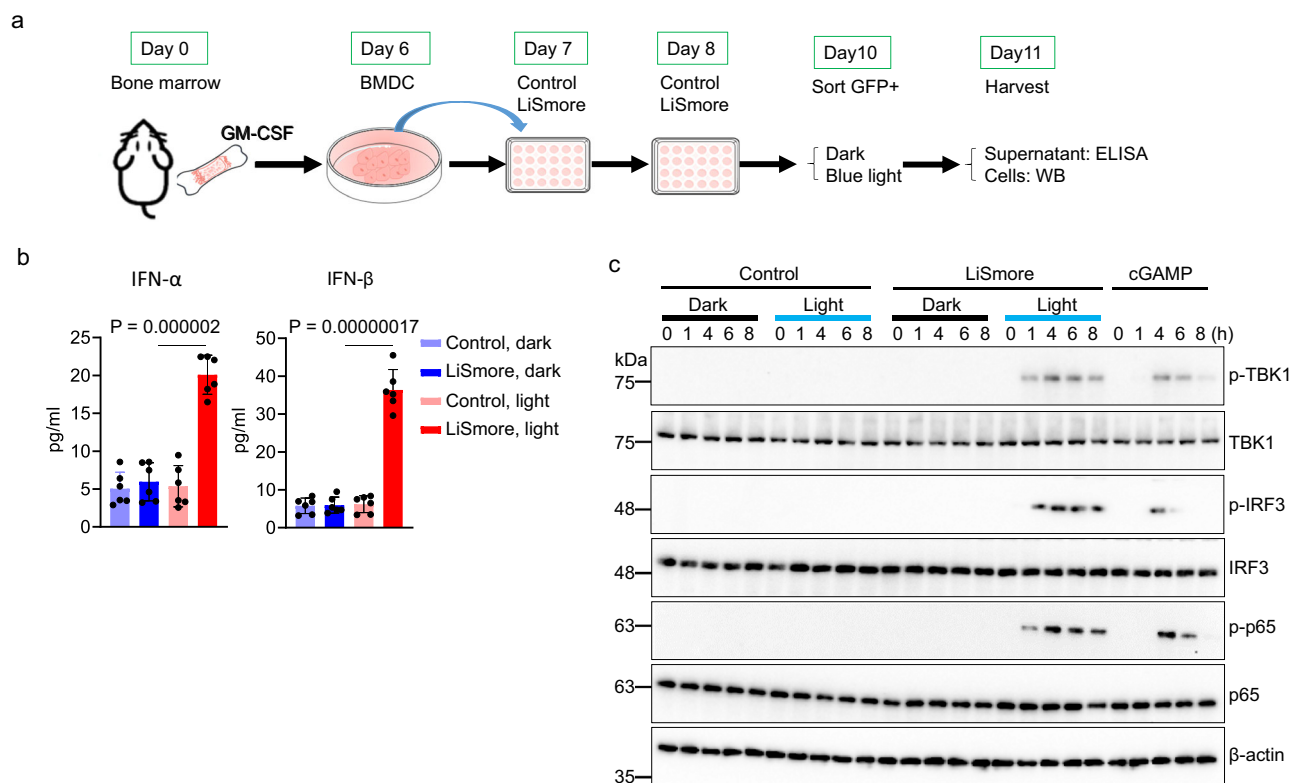 a
Day 0
Day 6
Day 7
Day 8
Day10
Day11
Bone marrow
BMDC
Control
LiSmore
Control
LiSmore
Sort GFP+
Harvest
GM-CSF
Dark
Blue light
Supernatant: ELISA
Cells: WB
b
IFN-α
P = 0.000002
25
20
15
10
5
0
pg/ml
IFN-β
P = 0.00000017
50
40
30
20
10
0
pg/ml
Control, dark
LiSmore, dark
Control, light
LiSmore, light
c
Control
LiSmore
cGAMP
Dark
Light
Dark
Light
0 1 4 6 8 0 1 4 6 8 0 1 4 6 8 0 1 4 6 8 0 1 4 6 8 (h)
kDa
75
p-TBK1
75
TBK1
48
p-IRF3
48
IRF3
63
p-p65
63
p65
35
β-actin